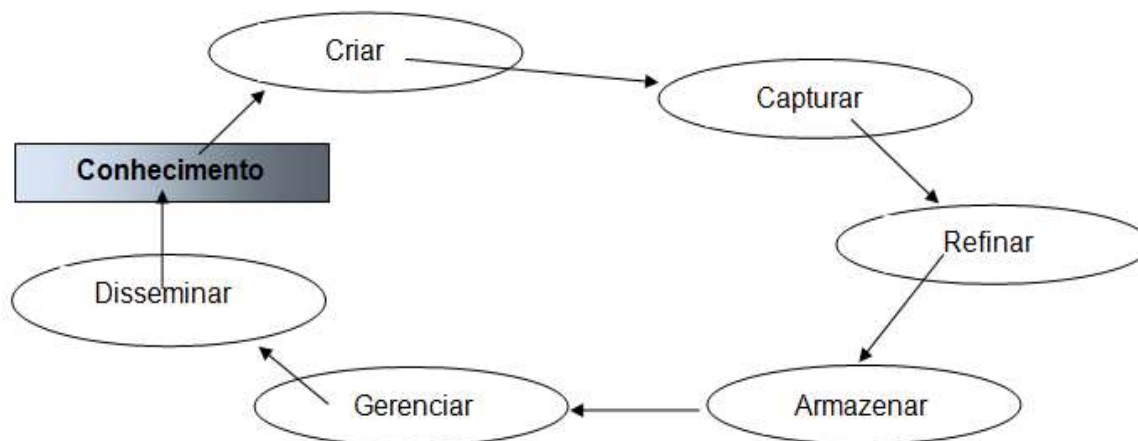 Criar
Capturar
Conhecimento
Refinar
Disseminar
Gerenciar
Armazenar